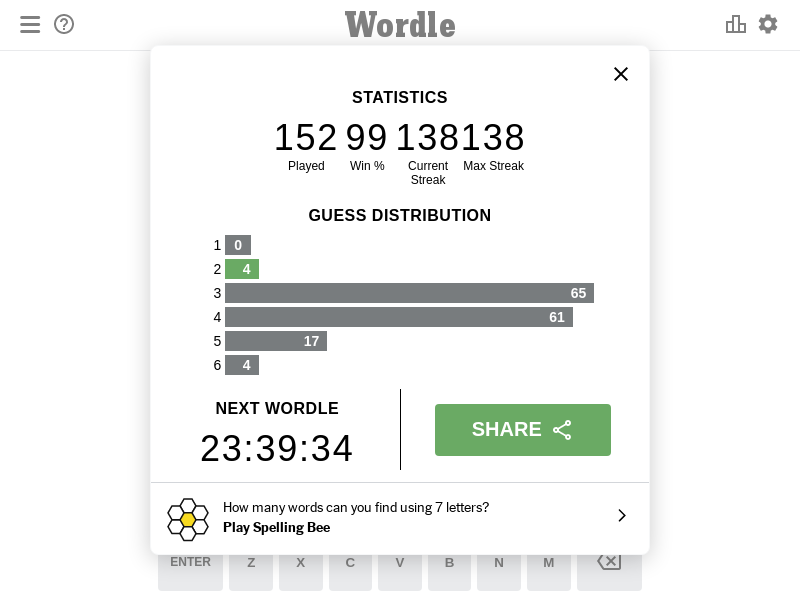 Wordle
STATISTICS
152 99 138 138
Played Win % Current Streak Max Streak
GUESS DISTRIBUTION
1 0
2 4
3 65
4 61
5 17
6 4
NEXT WORDLE
23:39:34
SHARE
How many words can you find using 7 letters?
Play Spelling Bee
ENTER Z X C V B N M